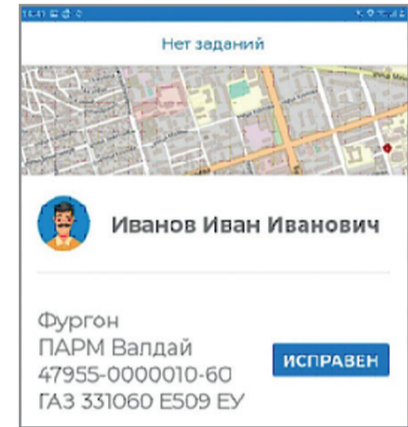 Нет заданий
Иванов Иван Иванович
Фургон
ПАРМ Валдай
47955-0000010-60
ГАЗ 331060 Е509 ЕУ
ИСПРАВЕН